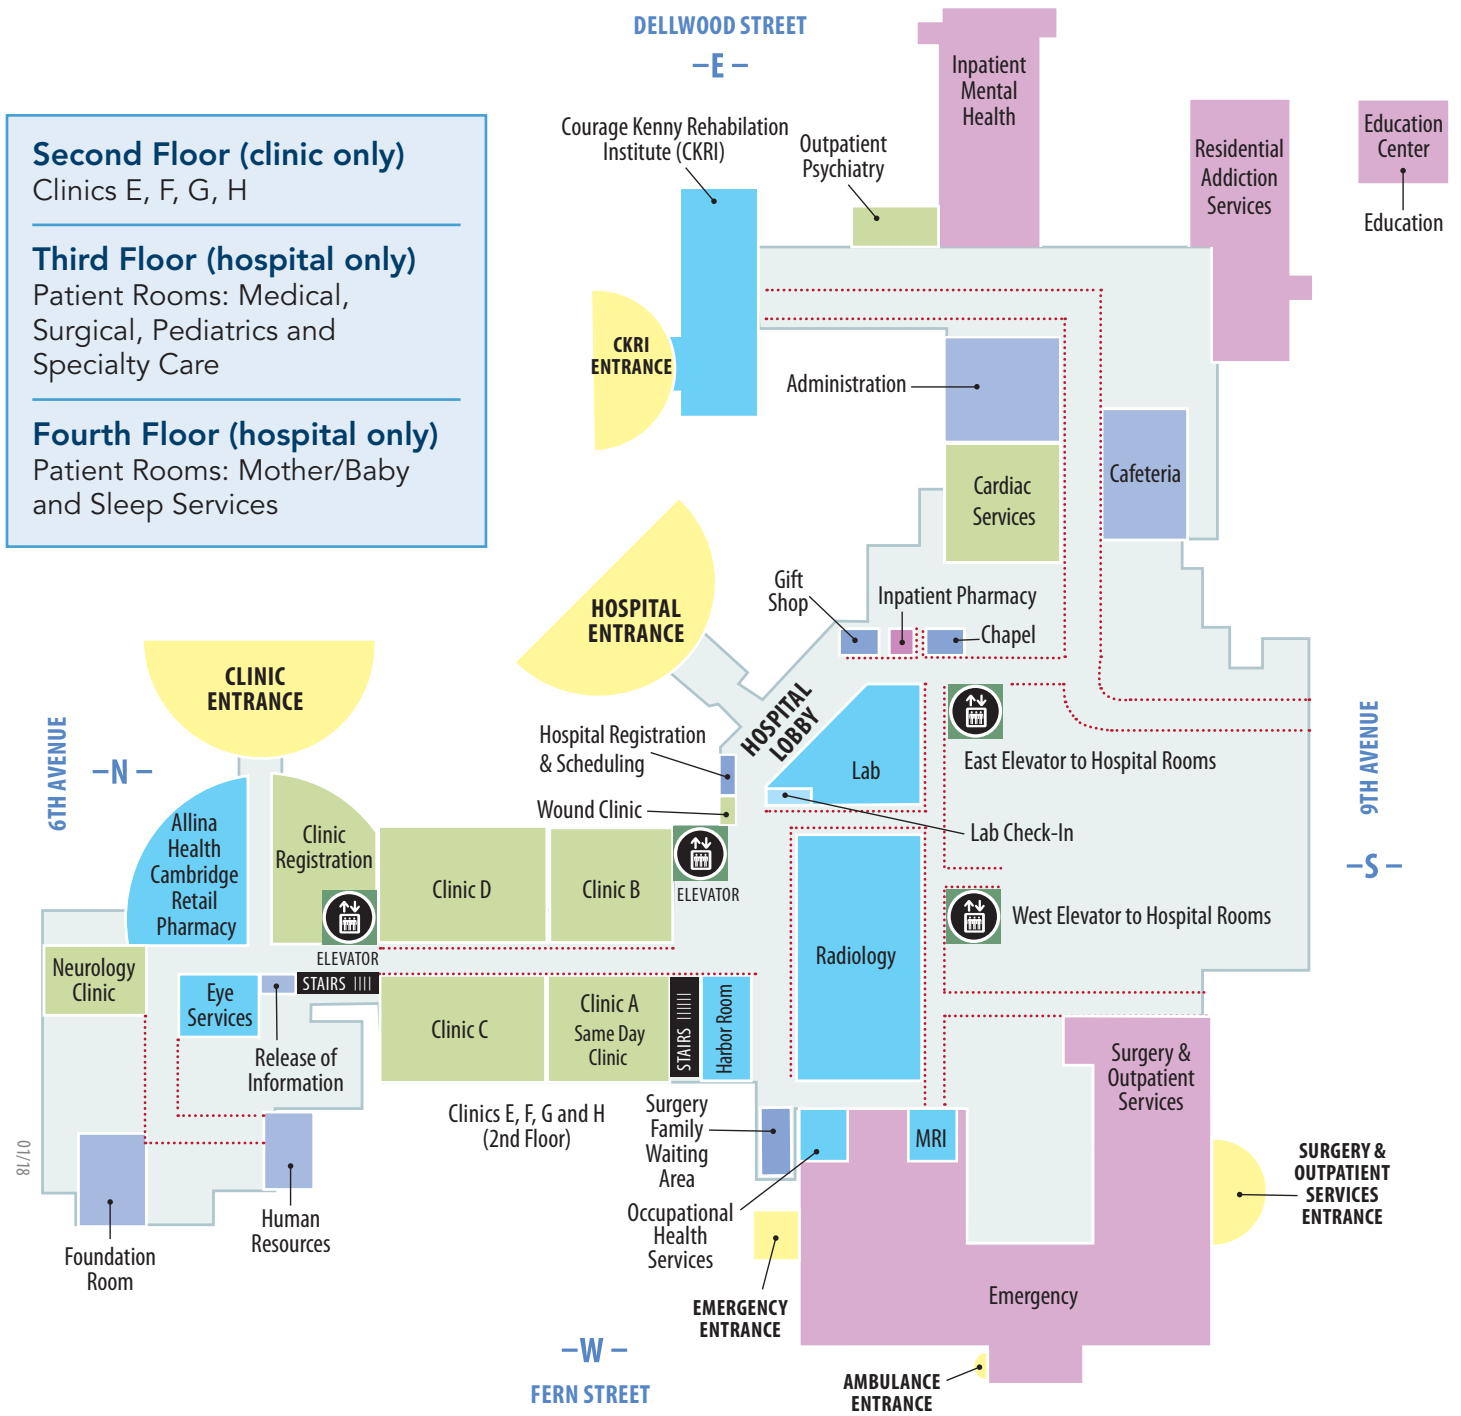 DELLWOOD STREET
–E–
Second Floor (clinic only)
Clinics E, F, G, H
Third Floor (hospital only)
Patient Rooms: Medical,
Surgical, Pediatrics and
Specialty Care
Fourth Floor (hospital only)
Patient Rooms: Mother/Baby
and Sleep Services
Courage Kenny Rehabilation
Institute (CKRI)
Outpatient
Psychiatry
Inpatient
Mental
Health
Residential
Addiction
Services
Education
Center
Education
CKRI
ENTRANCE
Administration
Cafeteria
Cardiac
Services
Gift
Shop
Inpatient Pharmacy
Chapel
HOSPITAL
ENTRANCE
CLINIC
ENTRANCE
HOSPITAL
LOBBY
6TH AVENUE
–N–
Hospital Registration
& Scheduling
Wound Clinic
Lab
East Elevator to Hospital Rooms
Lab Check-In
9TH AVENUE
–S–
Allina
Health
Cambridge
Retail
Pharmacy
Clinic
Registration
Clinic D
Clinic B
ELEVATOR
West Elevator to Hospital Rooms
Radiology
ELEVATOR
STAIRS
Neurology
Clinic
Eye
Services
Release of
Information
Clinic C
Clinic A
Same Day
Clinic
STAIRS
Harbor Room
Clinics E, F, G and H
(2nd Floor)
Surgery
Family
Waiting
Area
MRI
Surgery &
Outpatient
Services
01/18
Human
Resources
Foundation
Room
Occupational
Health
Services
SURGERY &
OUTPATIENT
SERVICES
ENTRANCE
EMERGENCY
ENTRANCE
Emergency
AMBULANCE
ENTRANCE
–W–
FERN STREET